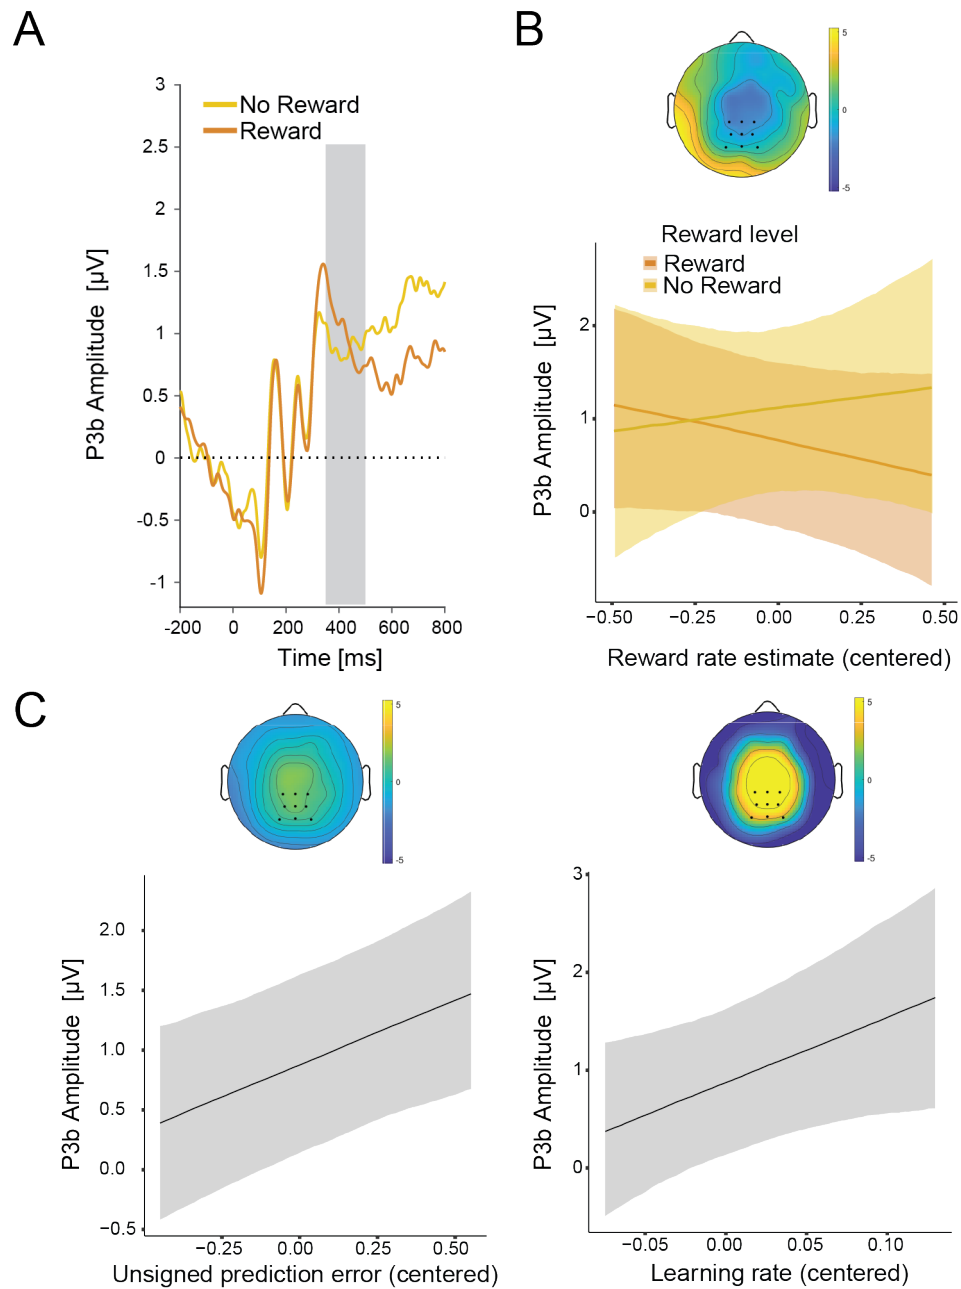 A
3
2.5
2
1.5
1
0.5
0
-0.5
-1
No Reward
Reward
P3b Amplitude [µV]
-200 0 200 400 600 800
Time [ms]
B
5
0
-5
Reward level
Reward
No Reward
2
1
0
P3b Amplitude [µV]
−0.50 −0.25 0.00 0.25 0.50
Reward rate estimate (centered)
C
5
0
-5
2.0
1.5
1.0
0.5
0.0
−0.5
P3b Amplitude [µV]
−0.25 0.00 0.25 0.50
Unsigned prediction error (centered)
5
0
-5
3
2
1
0
P3b Amplitude [µV]
−0.05 0.00 0.05 0.10
Learning rate (centered)